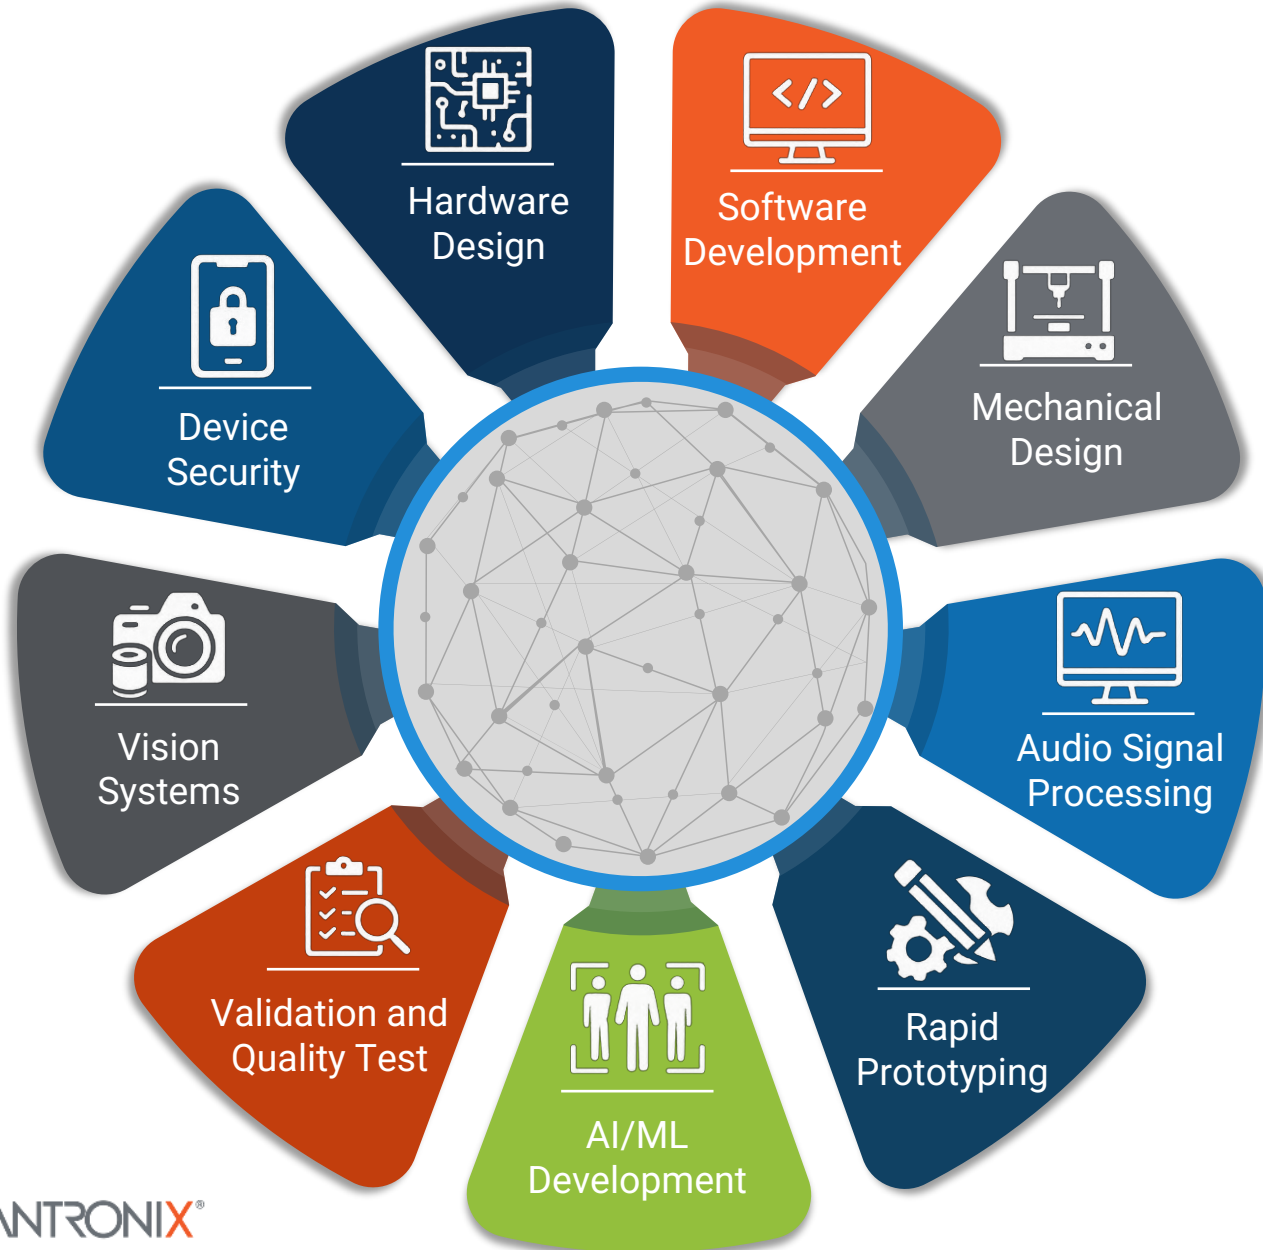 Hardware
Design
Software
Development
Mechanical
Design
Audio Signal
Processing
Rapid
Prototyping
AI/ML
Development
Validation and
Quality Test
Vision
Systems
Device
Security
ANTRONIX®